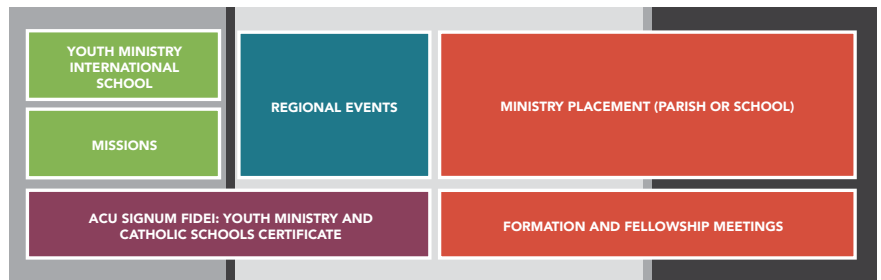 YOUTH MINISTRY
INTERNATIONAL
SCHOOL
MISSIONS
REGIONAL EVENTS
MINISTRY PLACEMENT (PARISH OR SCHOOL)
ACU SIGNUM FIDEI: YOUTH MINISTRY AND
CATHOLIC SCHOOLS CERTIFICATE
FORMATION AND FELLOWSHIP MEETINGS